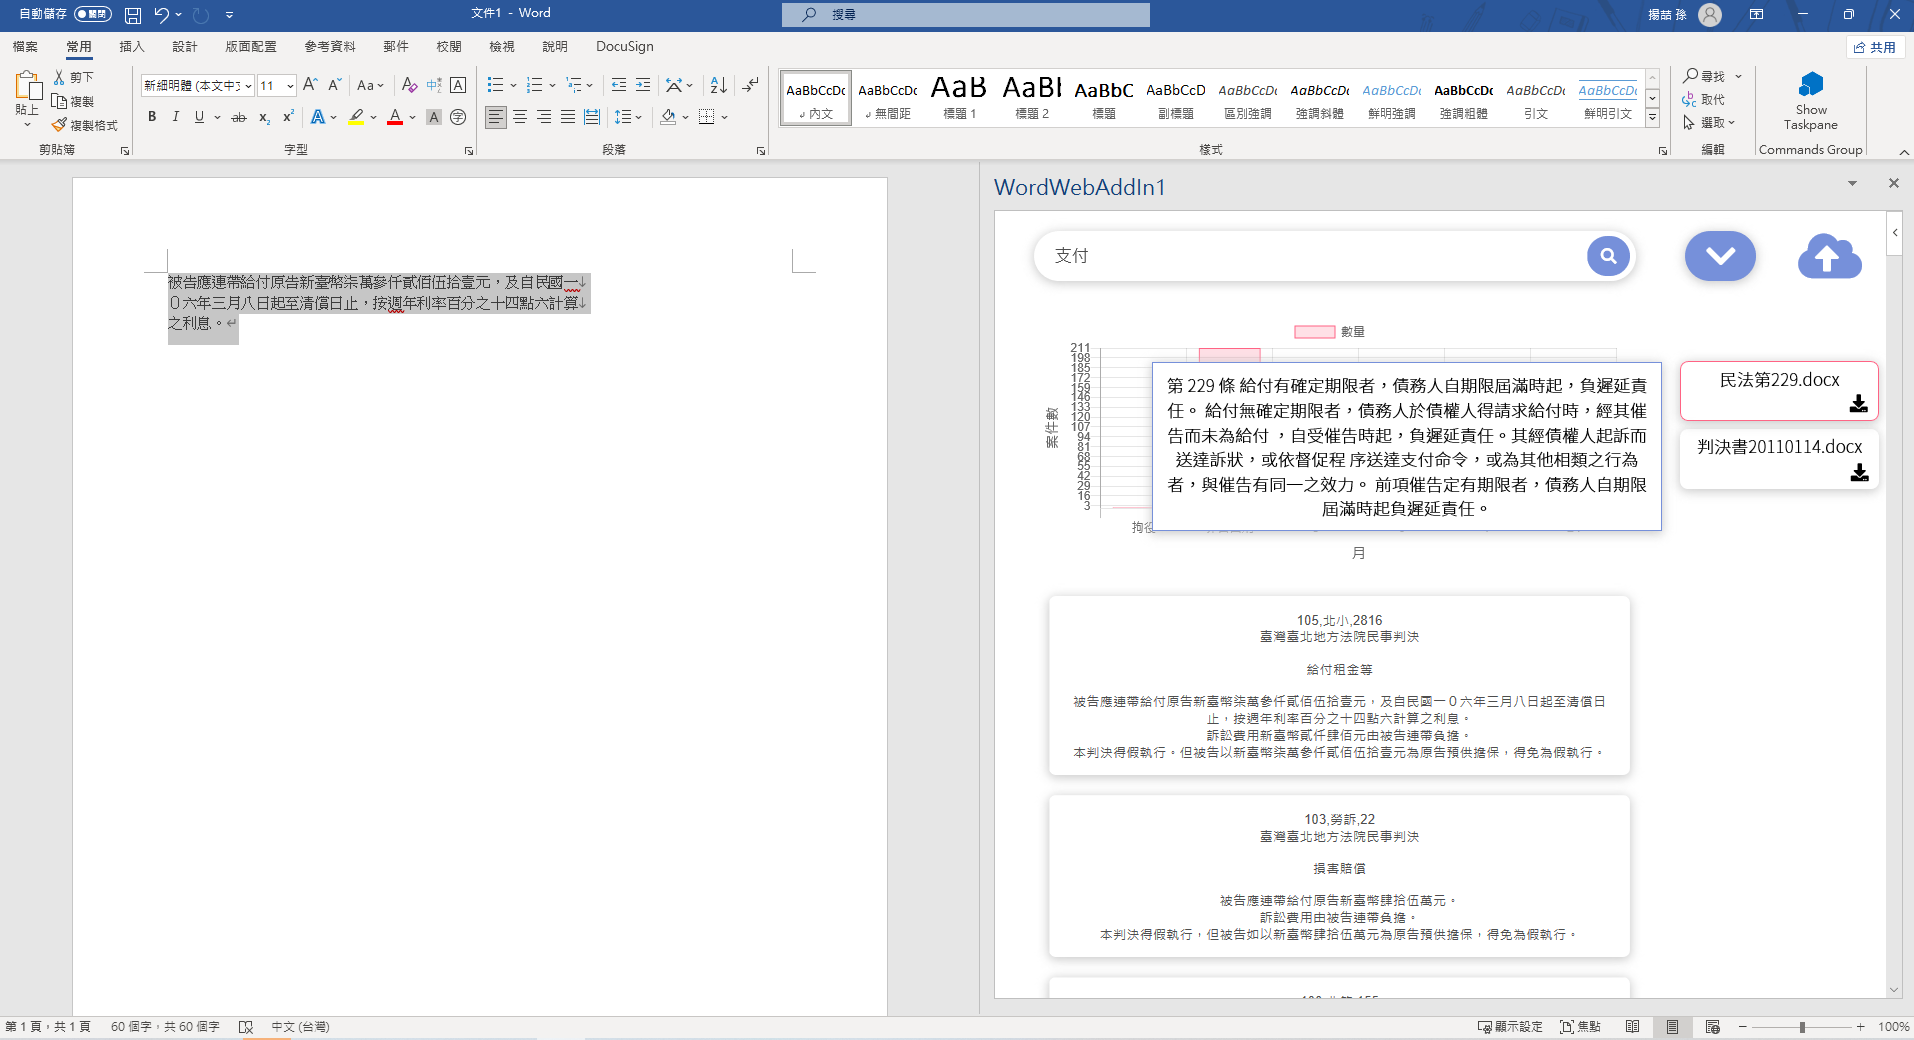 自動儲存 關閉 文件1 - Word 搜尋 揚喆 孫
檔案 常用 插入 設計 版面配置 參考資料 郵件 校閱 檢視 說明 DocuSign 共用
貼上 剪下 複製 複製格式 剪貼簿
新細明體 (本文中文 11 Aa A
B I U ab x₂ x² A A A 字
字型
段落
AaBbCcDc AaBbCcDc AaB AaBl AaBbC AaBbCcD AaBbCcDc AaBbCcDc AaBbCcDc AaBbCcDc AaBbCcDc AaBbCcDc
內文 無間距 標題 1 標題 2 標題 副標題 區別強調 強調斜體 鮮明強調 強調粗體 引文 鮮明引文
樣式
尋找
取代
選取
編輯
Show
Taskpane
Commands Group
被告應連帶給付原告新臺幣柒萬參仟貳佰伍拾壹元，及自民國一
０六年三月八日起至清償日止，按週年利率百分之十四點六計算
之利息。
WordWebAddIn1
支付
數量
211
198
185
172
159
146
133
120
107
94
81
68
55
42
29
16
3
案件數
拘役
月
第 229 條 給付有確定期限者，債務人自期限屆滿時起，負遲延責
任。 給付無確定期限者，債務人於債權人得請求給付時，經其催
告而未為給付 ，自受催告時起，負遲延責任。其經債權人起訴而
送達訴狀，或依督促程 序送達支付命令，或為其他相類之行為
者，與催告有同一之效力。 前項催告定有期限者，債務人自期限
屆滿時起負遲延責任。
民法第229.docx
判決書20110114.docx
105,北小,2816
臺灣臺北地方法院民事判決
給付租金等
被告應連帶給付原告新臺幣柒萬參仟貳佰伍拾壹元，及自民國一０六年三月八日起至清償日
止，按週年利率百分之十四點六計算之利息。
訴訟費用新臺幣貳仟肆佰元由被告連帶負擔。
本判決得假執行。但被告以新臺幣柒萬參仟貳佰伍拾壹元為原告預供擔保，得免為假執行。
103,勞訴,22
臺灣臺北地方法院民事判決
損害賠償
被告應連帶給付原告新臺幣肆拾伍萬元。
訴訟費用由被告連帶負擔。
本判決得假執行，但被告如以新臺幣肆拾伍萬元為原告預供擔保，得免為假執行。
第 1 頁，共 1 頁 60 個字，共 60 個字 中文 (台灣) 顯示設定 焦點 100%